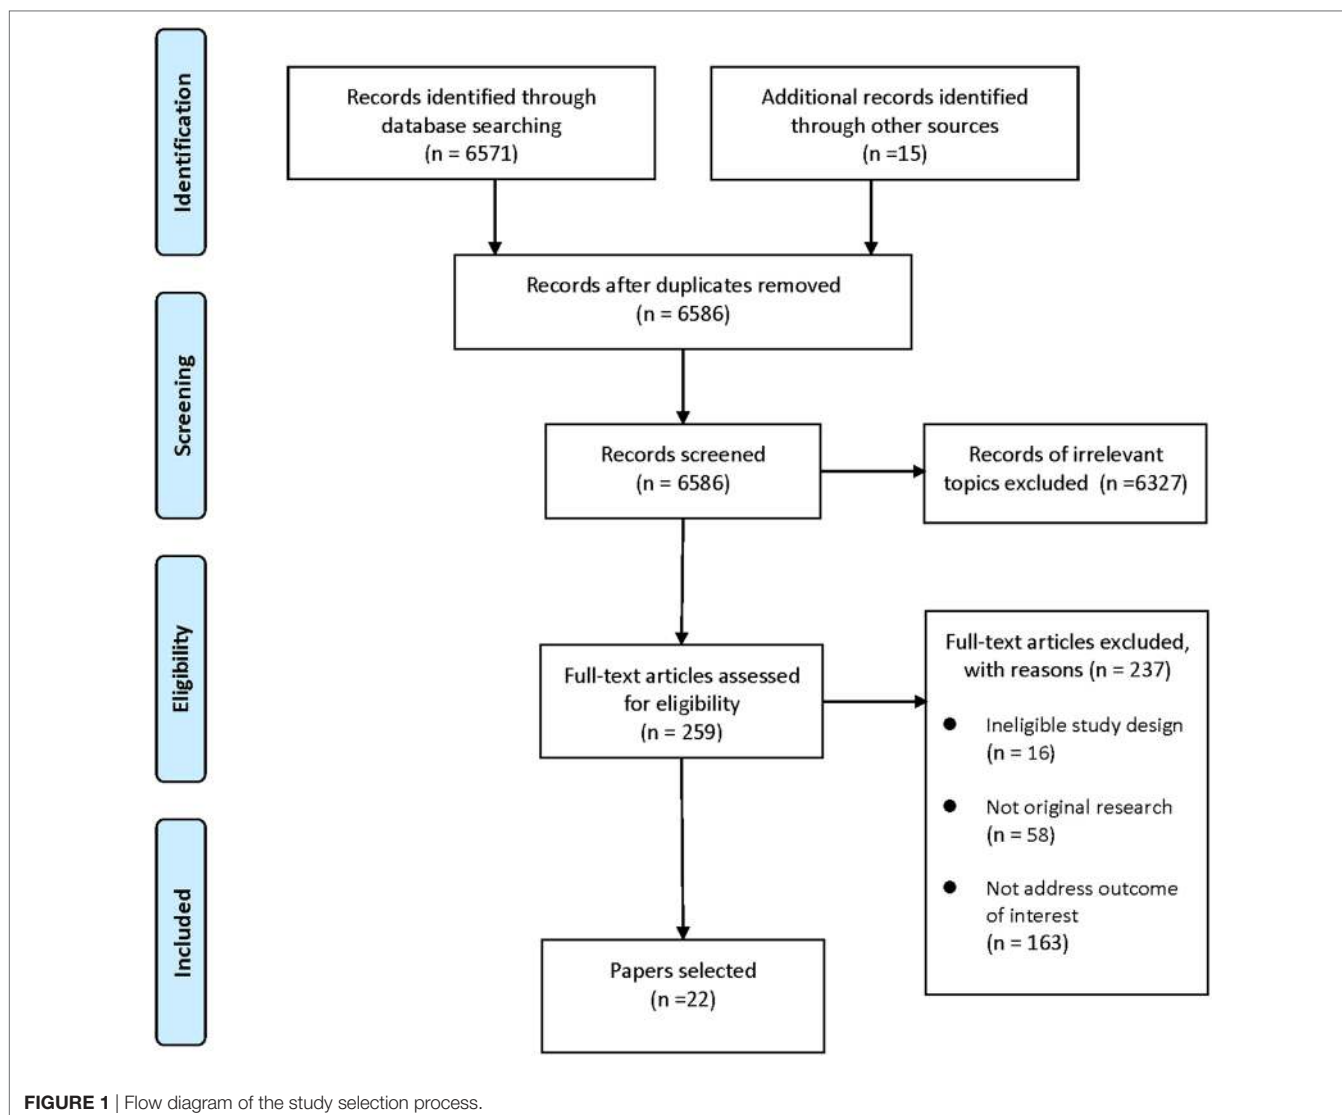 Identification
Records identified through
database searching
(n = 6571)
Additional records identified
through other sources
(n =15)
Records after duplicates removed
(n = 6586)
Screening
Records screened
(n = 6586)
Records of irrelevant
topics excluded (n =6327)
Eligibility
Full-text articles assessed
for eligibility
(n = 259)
Full-text articles excluded,
with reasons (n = 237)
● Ineligible study design
(n = 16)
● Not original research
(n = 58)
● Not address outcome
of interest
(n = 163)
Included
Papers selected
(n =22)
FIGURE 1 | Flow diagram of the study selection process.